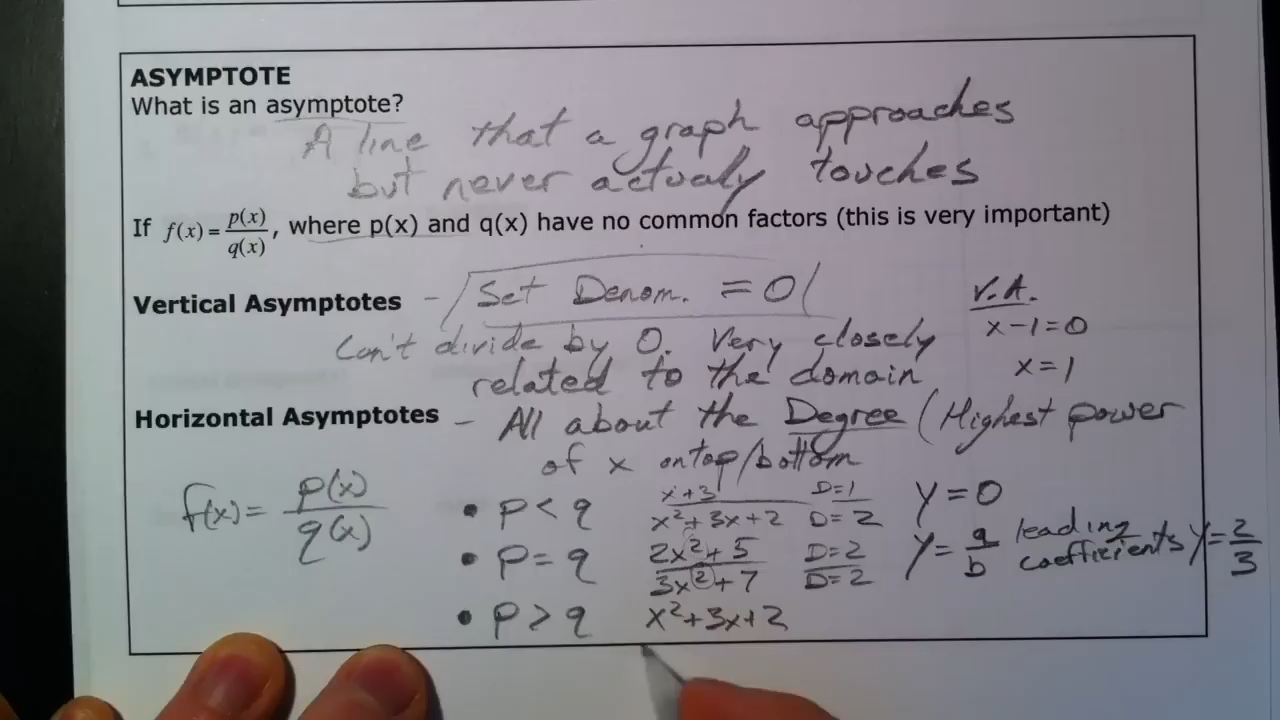 ASYMPTOTE
What is an asymptote?
A line that a graph approaches
but never actualy touches
If f(x) = p(x)/q(x), where p(x) and q(x) have no common factors (this is very important)
Vertical Asymptotes - Set Denom. = 0
V.A.
x-1=0
x=1
Can't divide by 0. Very closely
related to the domain
Horizontal Asymptotes - All about the Degree (Highest power
of x on top/bottom
f(x) = p(x)/q(x)
• p < q x+3/x²+3x+2 D=1/D=2 y=0
• p = q 2x²+5/3x²+7 D=2/D=2 y=a/b leading coefficients y=2/3
• p > q x²+3x+2